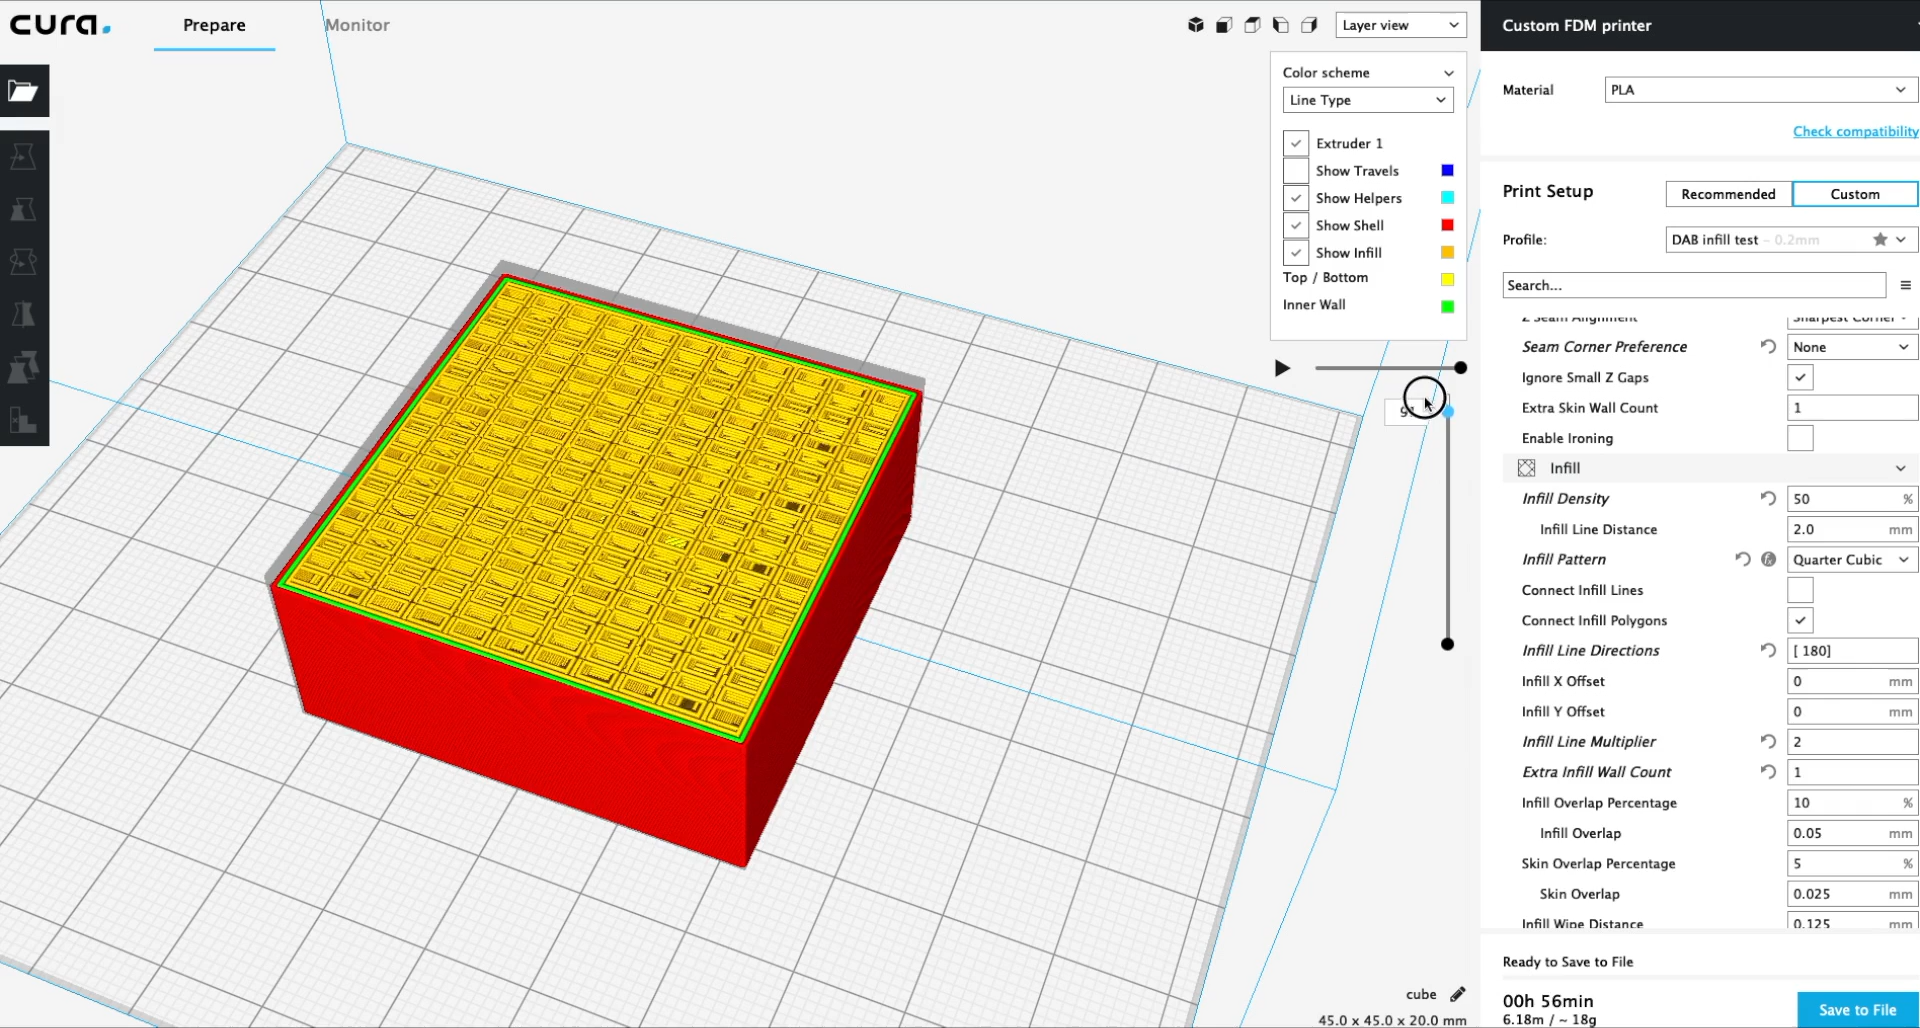 cura.
Prepare
Monitor
Layer view
Color scheme
Line Type
Extruder 1
Show Travels
Show Helpers
Show Shell
Show Infill
Top / Bottom
Inner Wall
cube
45.0 x 45.0 x 20.0 mm
Custom FDM printer
Material PLA
Check compatibility
Print Setup Recommended Custom
Profile: DAB infill test - 0.2mm
Search...
Z Seam Alignment Sharpest Corner
Seam Corner Preference None
Ignore Small Z Gaps
Extra Skin Wall Count 1
Enable Ironing
Infill
Infill Density 50 %
Infill Line Distance 2.0 mm
Infill Pattern Quarter Cubic
Connect Infill Lines
Connect Infill Polygons
Infill Line Directions [ 180]
Infill X Offset 0 mm
Infill Y Offset 0 mm
Infill Line Multiplier 2
Extra Infill Wall Count 1
Infill Overlap Percentage 10 %
Infill Overlap 0.05 mm
Skin Overlap Percentage 5 %
Skin Overlap 0.025 mm
Infill Wipe Distance 0.125 mm
Ready to Save to File
00h 56min
6.18m / ~ 18g
Save to File